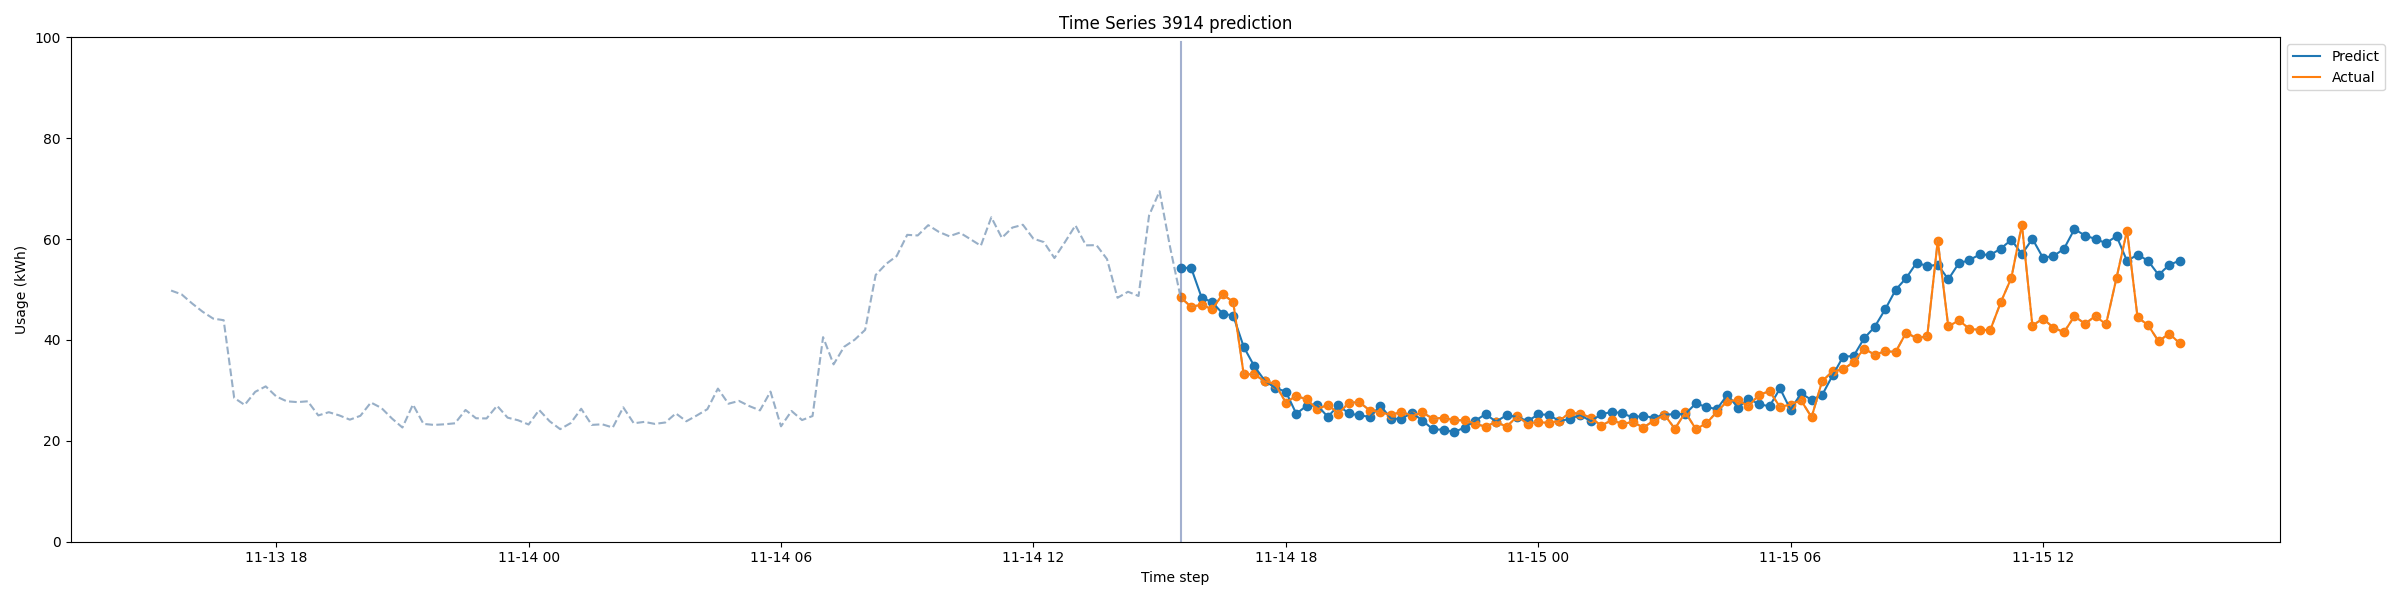 Time Series 3914 prediction
Usage (kWh)
100
80
60
40
20
0
11-13 18
11-14 00
11-14 06
11-14 12
11-14 18
11-15 00
11-15 06
11-15 12
Time step
Predict
Actual